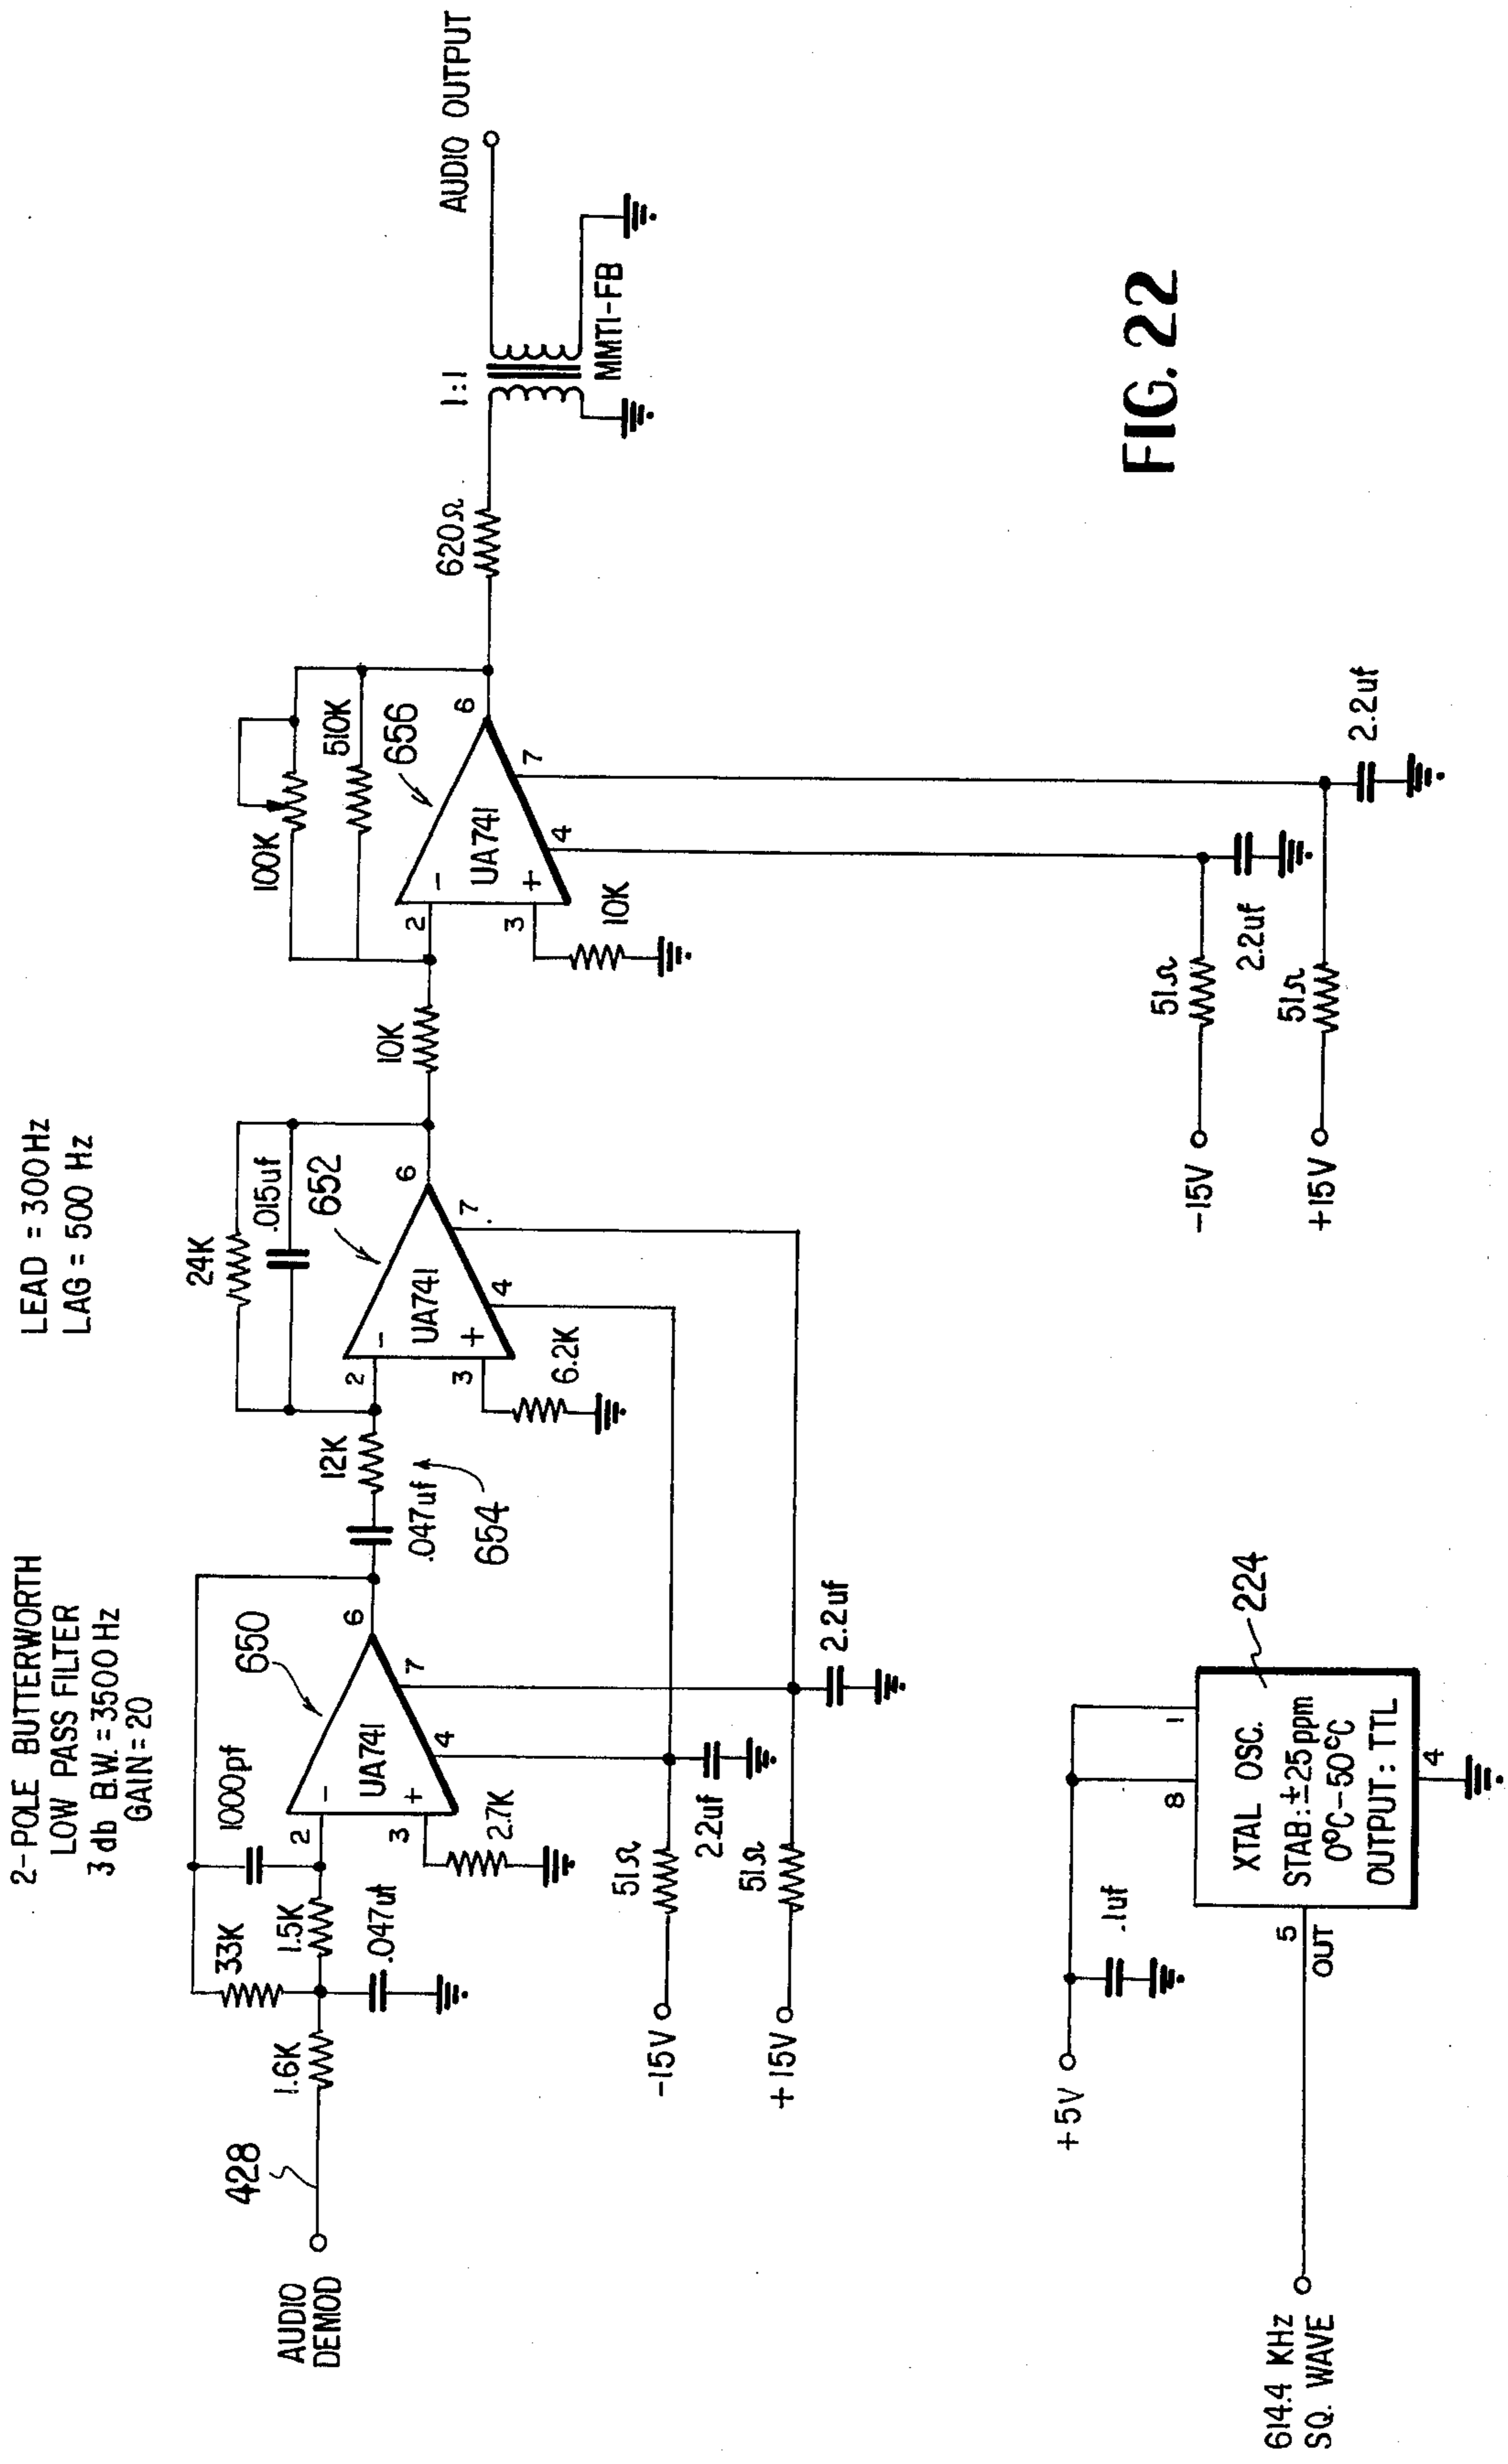 2-POLE BUTTERWORTH
LOW PASS FILTER
3 db B.W. = 3500 Hz
GAIN = 20
LEAD = 300 Hz
LAG = 500 Hz
AUDIO
DEMOD
428
1.6K
33K
1.5K
.047uf
1000pf
650
2
3
UA741
-
+
6
7
4
2.7K
.047uf
12K
654
24K
.015uf
652
2
3
UA741
-
+
6
7
4
6.2K
10K
100K
510K
656
2
3
UA741
-
+
6
7
4
10K
620Ω
1:1
MMT1-FB
AUDIO OUTPUT
-15V
51Ω
2.2uf
+15V
51Ω
2.2uf
-15V
51Ω
2.2uf
+15V
51Ω
2.2uf
+5V
.1uf
8
1
224
XTAL OSC.
STAB: ±25ppm
0°C-50°C
OUTPUT: TTL
5
OUT
4
614.4 KHz
SQ. WAVE
FIG. 22